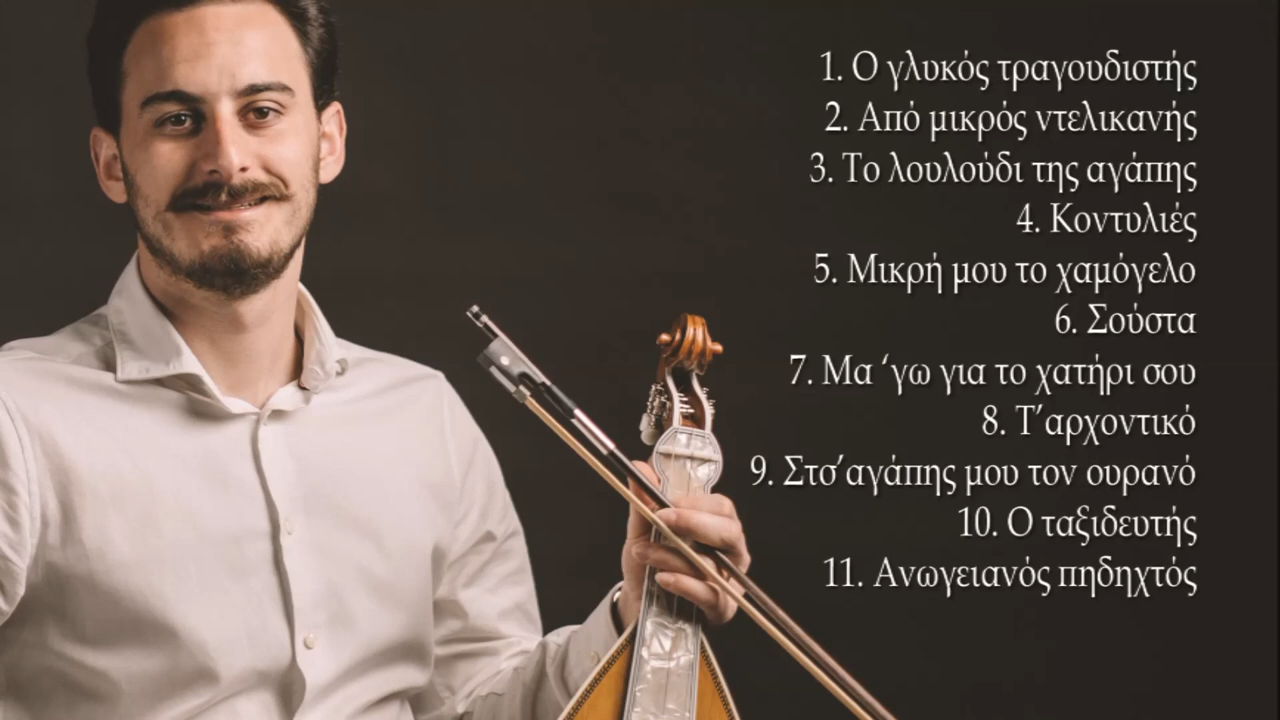 1. Ο γλυκός τραγουδιστής
2. Από μικρός ντελικανής
3. Το λουλούδι της αγάπης
4. Κοντυλιές
5. Μικρή μου το χαμόγελο
6. Σούστα
7. Μα ‘γω για το χατήρι σου
8. Τ΄αρχοντικό
9. Στσ΄αγάπης μου τον ουρανό
10. Ο ταξιδευτής
11. Ανωγειανός πηδηχτός